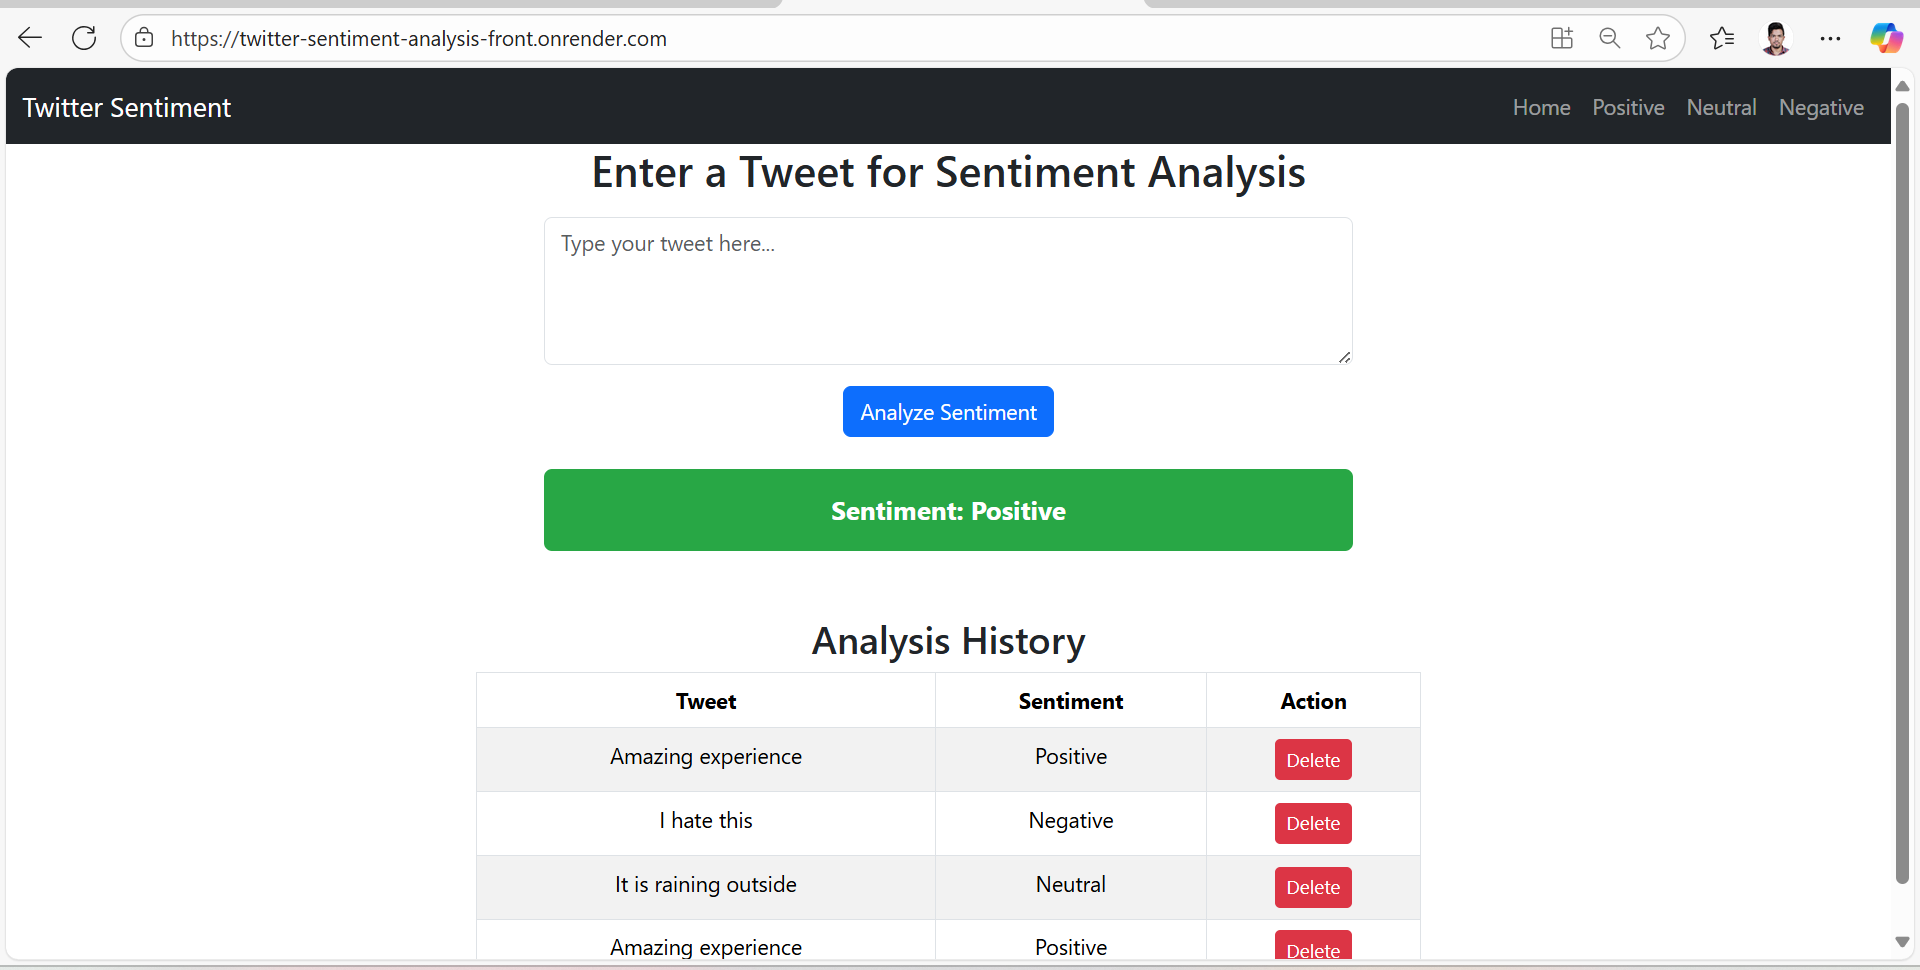 https://twitter-sentiment-analysis-front.onrender.com
Twitter Sentiment Home Positive Neutral Negative
Enter a Tweet for Sentiment Analysis
Type your tweet here...
Analyze Sentiment
Sentiment: Positive
Analysis History
Tweet Sentiment Action
Amazing experience Positive Delete
I hate this Negative Delete
It is raining outside Neutral Delete
Amazing experience Positive Delete